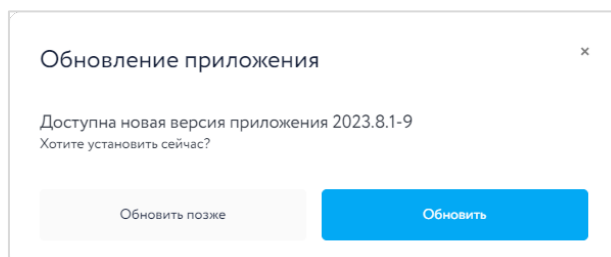 Обновление приложения
Доступна новая версия приложения 2023.8.1-9
Хотите установить сейчас?
Обновить позже
Обновить